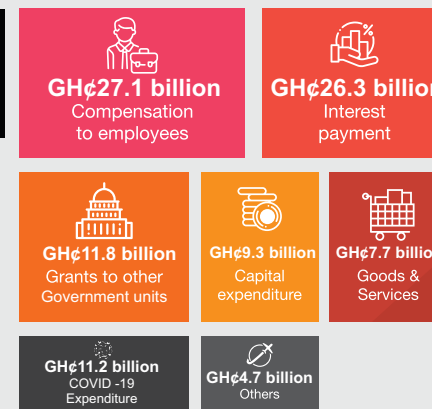 GH¢27.1 billion
Compensation
to employees
GH¢26.3 billion
Interest
payment
GH¢11.8 billion
Grants to other
Government units
GH¢9.3 billion
Capital
expenditure
GH¢7.7 billio
Goods &
Services
GH¢11.2 billion
COVID -19
Expenditure
GH¢4.7 billion
Others